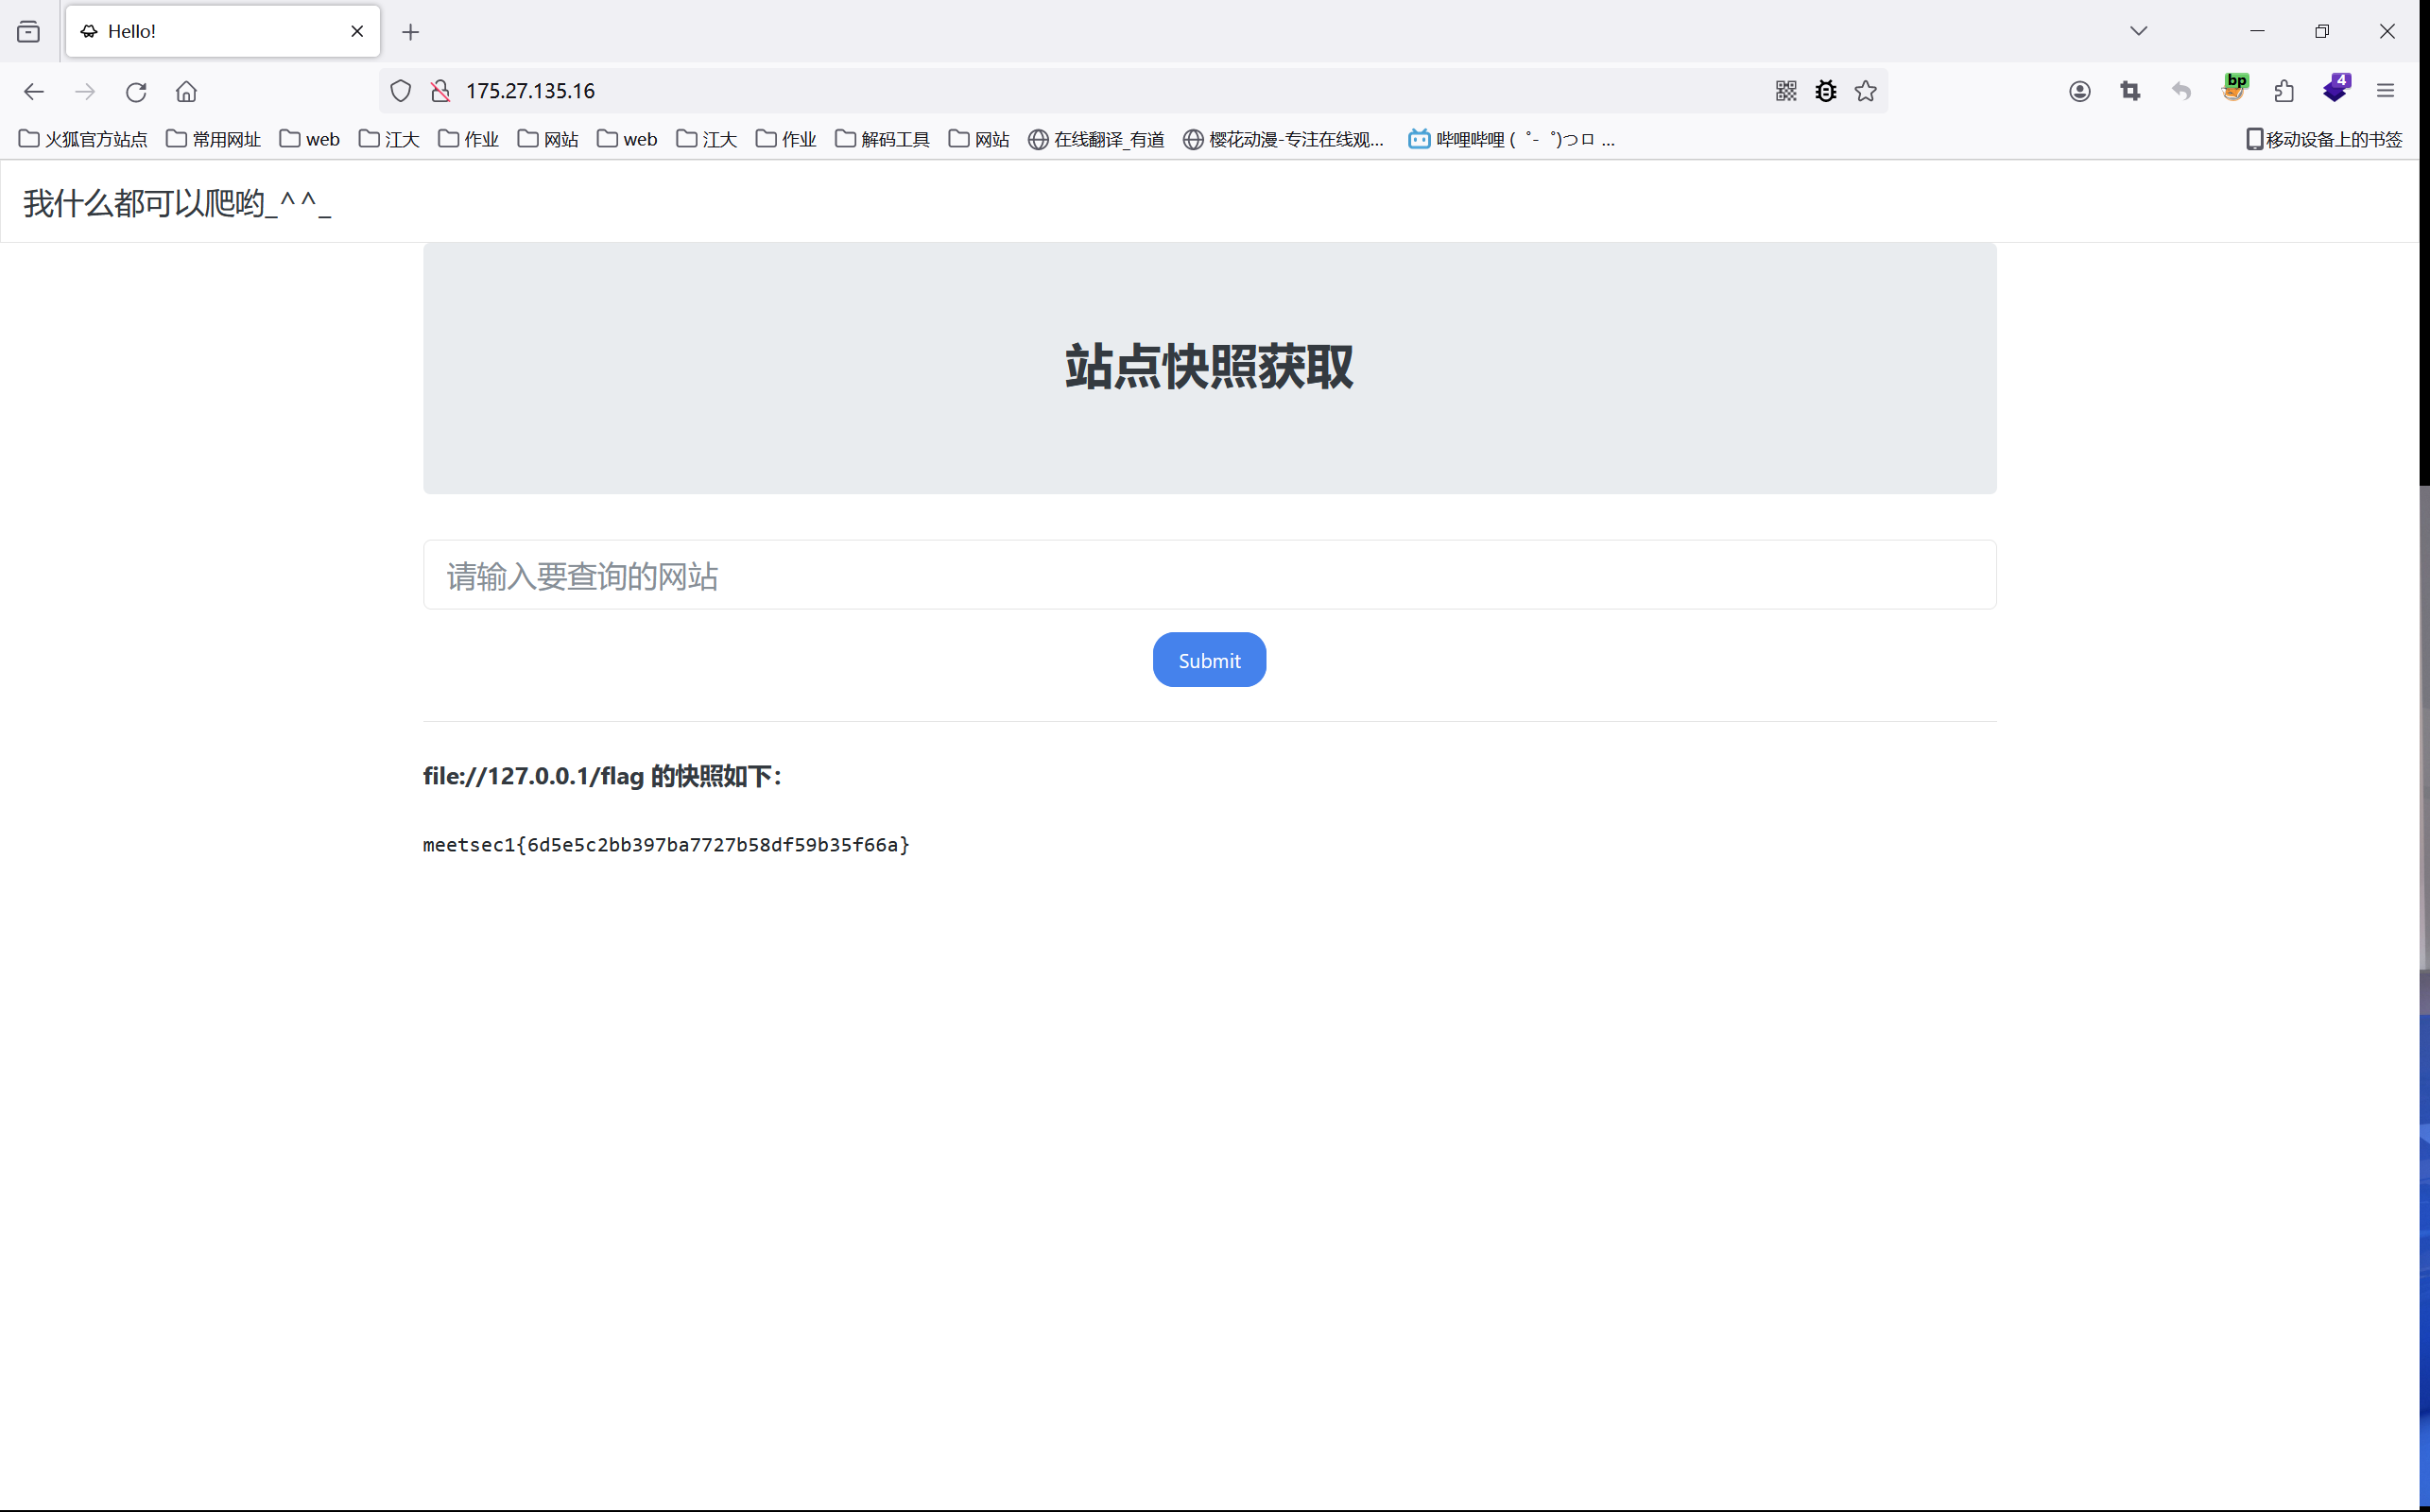 Hello!
175.27.135.16
bp
4
火狐官方站点 常用网址 web 江大 作业 网站 web 江大 作业 解码工具 网站 在线翻译_有道 樱花动漫-专注在线观... 哔哩哔哩 ( ゜- ゜)つロ ... 移动设备上的书签
我什么都可以爬哟_^ ^_
站点快照获取
请输入要查询的网站
Submit
file://127.0.0.1/flag 的快照如下：
meetsec1{6d5e5c2bb397ba7727b58df59b35f66a}